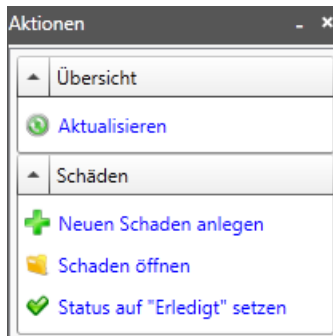 Aktionen
Übersicht
Aktualisieren
Schäden
Neuen Schaden anlegen
Schaden öffnen
Status auf "Erledigt" setzen